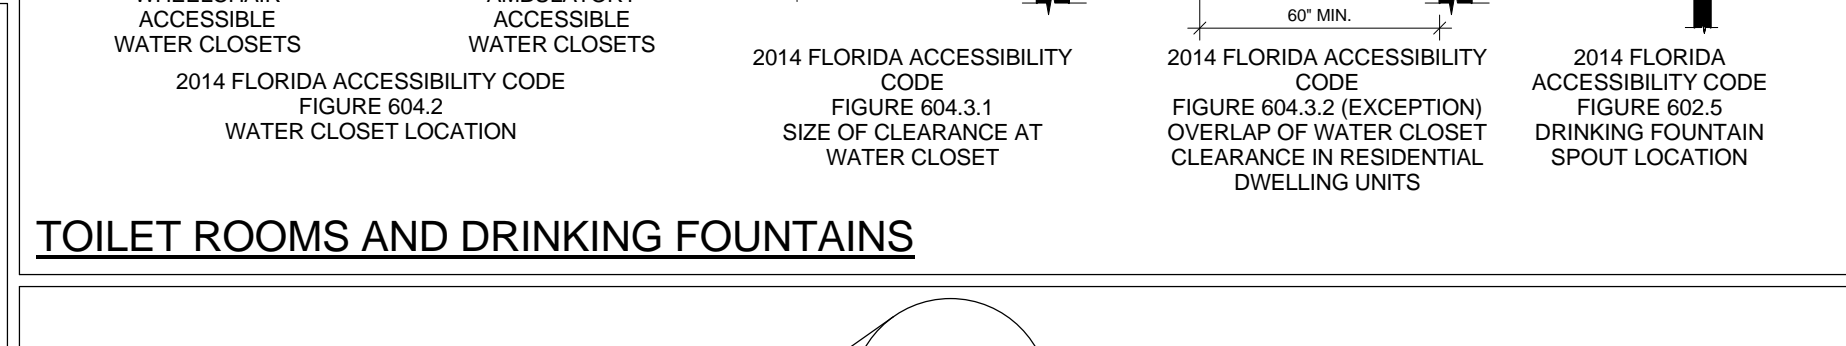 WHEELCHAIR
ACCESSIBLE
WATER CLOSETS
AMBULATORY
ACCESSIBLE
WATER CLOSETS
2014 FLORIDA ACCESSIBILITY CODE
FIGURE 604.2
WATER CLOSET LOCATION
2014 FLORIDA ACCESSIBILITY
CODE
FIGURE 604.3.1
SIZE OF CLEARANCE AT
WATER CLOSET
60" MIN.
2014 FLORIDA ACCESSIBILITY
CODE
FIGURE 604.3.2 (EXCEPTION)
OVERLAP OF WATER CLOSET
CLEARANCE IN RESIDENTIAL
DWELLING UNITS
2014 FLORIDA
ACCESSIBILITY CODE
FIGURE 602.5
DRINKING FOUNTAIN
SPOUT LOCATION
TOILET ROOMS AND DRINKING FOUNTAINS